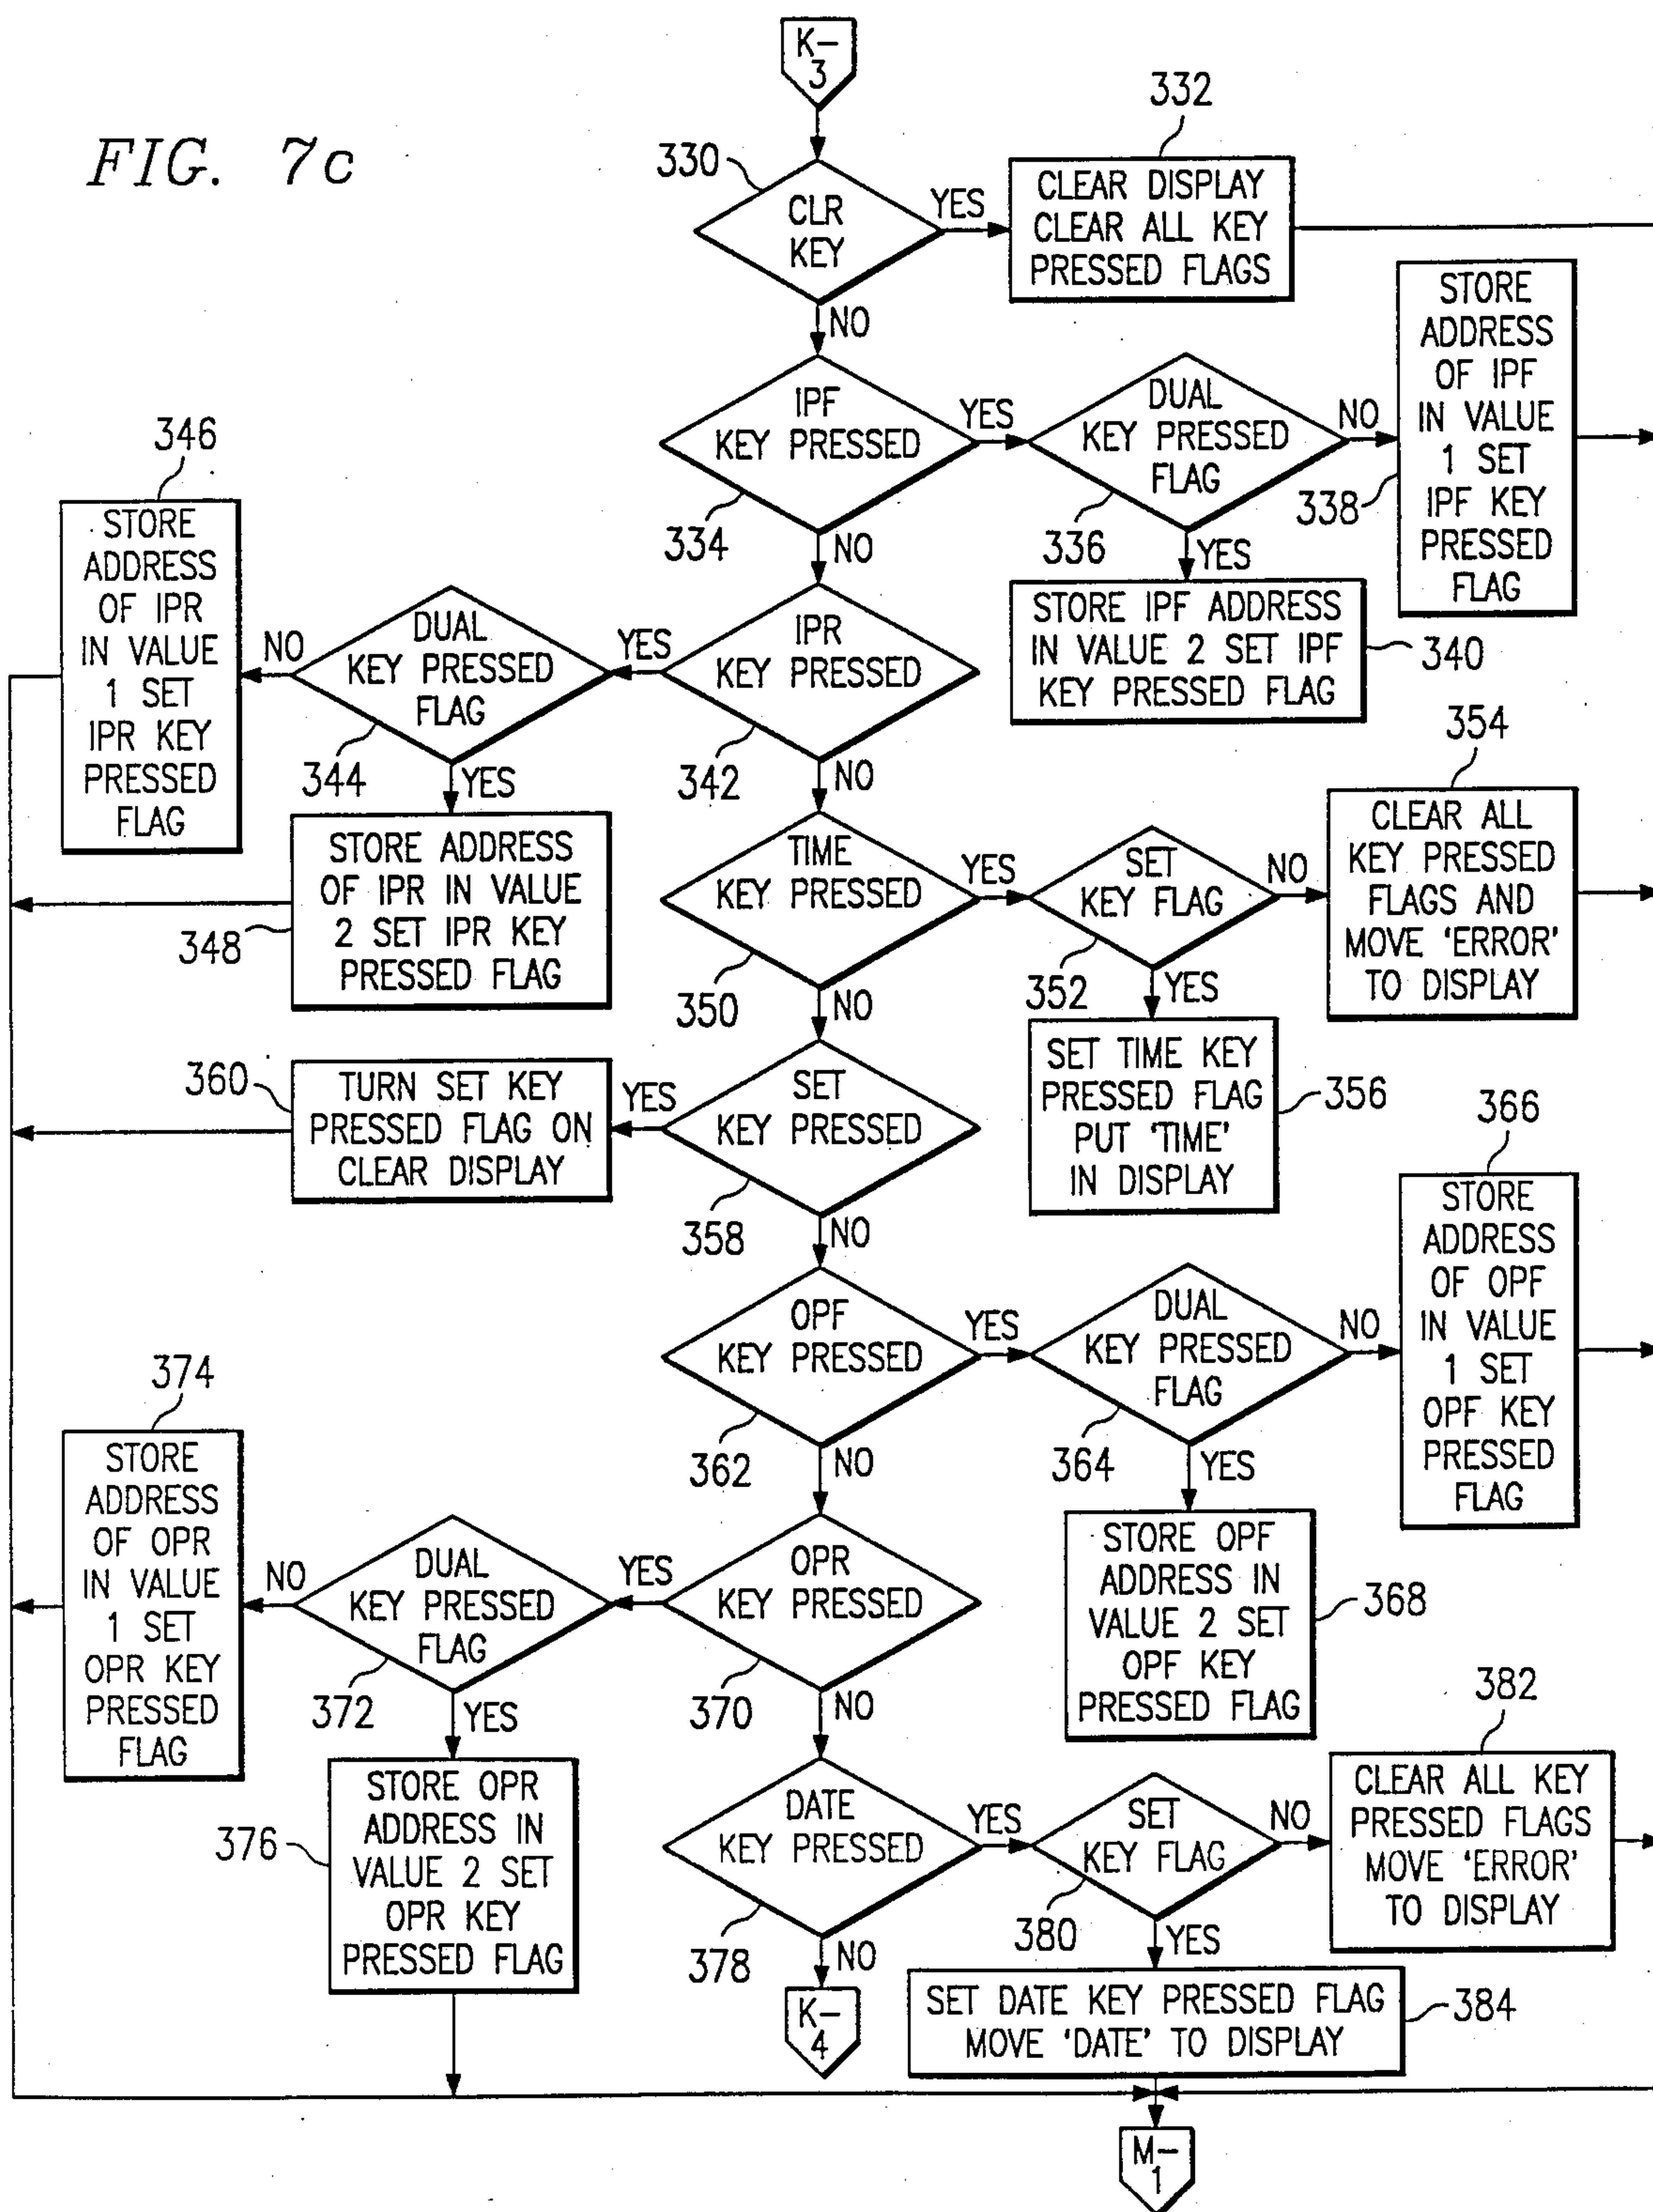 K-
3
FIG. 7c
330
CLR
KEY
YES
332
CLEAR DISPLAY
CLEAR ALL KEY
PRESSED FLAGS
NO
IPF
KEY PRESSED
334
YES
DUAL
KEY PRESSED
FLAG
336
NO
STORE
ADDRESS
OF IPF
IN VALUE
1 SET
IPF KEY
PRESSED
FLAG
338
YES
STORE IPF ADDRESS
IN VALUE 2 SET IPF
KEY PRESSED FLAG
340
NO
IPR
KEY PRESSED
342
YES
DUAL
KEY PRESSED
FLAG
344
NO
346
STORE
ADDRESS
OF IPR
IN VALUE
1 SET
IPR KEY
PRESSED
FLAG
YES
STORE ADDRESS
OF IPR IN VALUE
2 SET IPR KEY
PRESSED FLAG
348
NO
TIME
KEY PRESSED
350
YES
SET
KEY FLAG
352
NO
354
CLEAR ALL
KEY PRESSED
FLAGS AND
MOVE 'ERROR'
TO DISPLAY
YES
SET TIME KEY
PRESSED FLAG
PUT 'TIME'
IN DISPLAY
356
NO
SET
KEY PRESSED
358
YES
360
TURN SET KEY
PRESSED FLAG ON
CLEAR DISPLAY
NO
OPF
KEY PRESSED
362
YES
DUAL
KEY PRESSED
FLAG
364
NO
366
STORE
ADDRESS
OF OPF
IN VALUE
1 SET
OPF KEY
PRESSED
FLAG
YES
STORE OPF
ADDRESS IN
VALUE 2 SET
OPF KEY
PRESSED FLAG
368
NO
OPR
KEY PRESSED
370
YES
DUAL
KEY PRESSED
FLAG
372
NO
374
STORE
ADDRESS
OF OPR
IN VALUE
1 SET
OPR KEY
PRESSED
FLAG
YES
STORE OPR
ADDRESS IN
VALUE 2 SET
OPR KEY
PRESSED FLAG
376
NO
DATE
KEY PRESSED
378
YES
SET
KEY FLAG
380
NO
382
CLEAR ALL KEY
PRESSED FLAGS
MOVE 'ERROR'
TO DISPLAY
YES
SET DATE KEY PRESSED FLAG
MOVE 'DATE' TO DISPLAY
384
NO
K-
4
M-
1